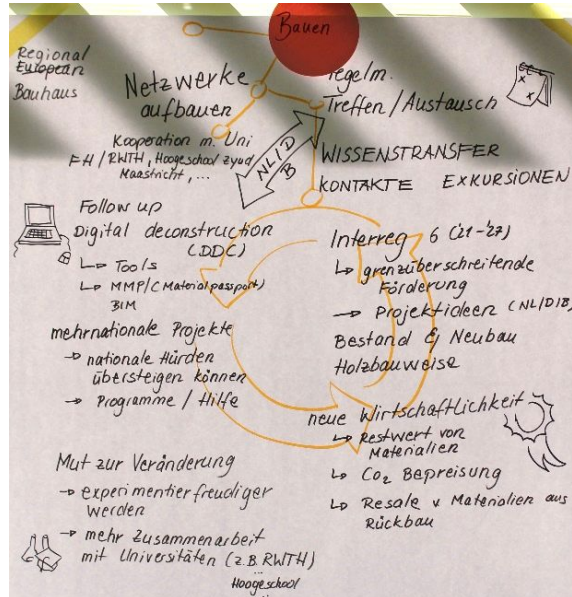 Bauen
Regional
European
Bauhaus
Netzwerke
aufbauen
regelm.
Treffen / Austausch
Kooperation m. Uni
FH / RWTH, Hoogeschool zyud
Maastricht, ...
NL/D
B
WISSENSTRANSFER
KONTAKTE EXKURSIONEN
Follow up
Digital deconstruction
(DDC)
↳ Tools
↳ MMP/C Materialpassport)
BIM
mehrnationale Projekte
→ nationale Hürden
übersteigen können
→ Programme / Hilfe
Interreg 6 ('21-'27)
↳ grenzüberschreitende
Förderung
→ Projektideen (NL/D/B)
Bestand & Neubau
Holzbauweise
neue Wirtschaftlichkeit
↳ Restwert von
Materialien
↳ CO₂ Bepreisung
↳ Resale v Materialien aus
Rückbau
Mut zur Veränderung
→ experimentierfreudiger
werden
→ mehr Zusammenarbeit
mit Universitäten (z.B. RWTH)
Hoogeschool